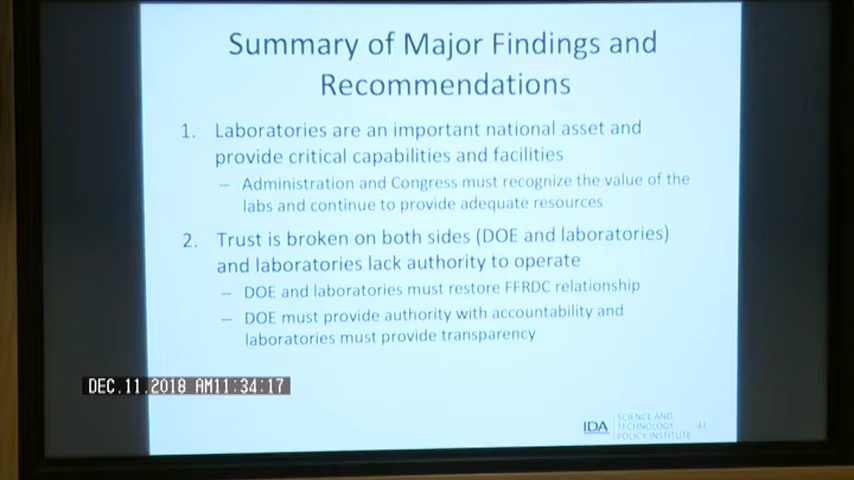 Summary of Major Findings and
Recommendations
1. Laboratories are an important national asset and
provide critical capabilities and facilities
– Administration and Congress must recognize the value of the
labs and continue to provide adequate resources
2. Trust is broken on both sides (DOE and laboratories)
and laboratories lack authority to operate
– DOE and laboratories must restore FFRDC relationship
– DOE must provide authority with accountability and
laboratories must provide transparency
DEC.11.2018 AM11:34:17
IDA
SCIENCE AND
TECHNOLOGY
POLICY INSTITUTE
41